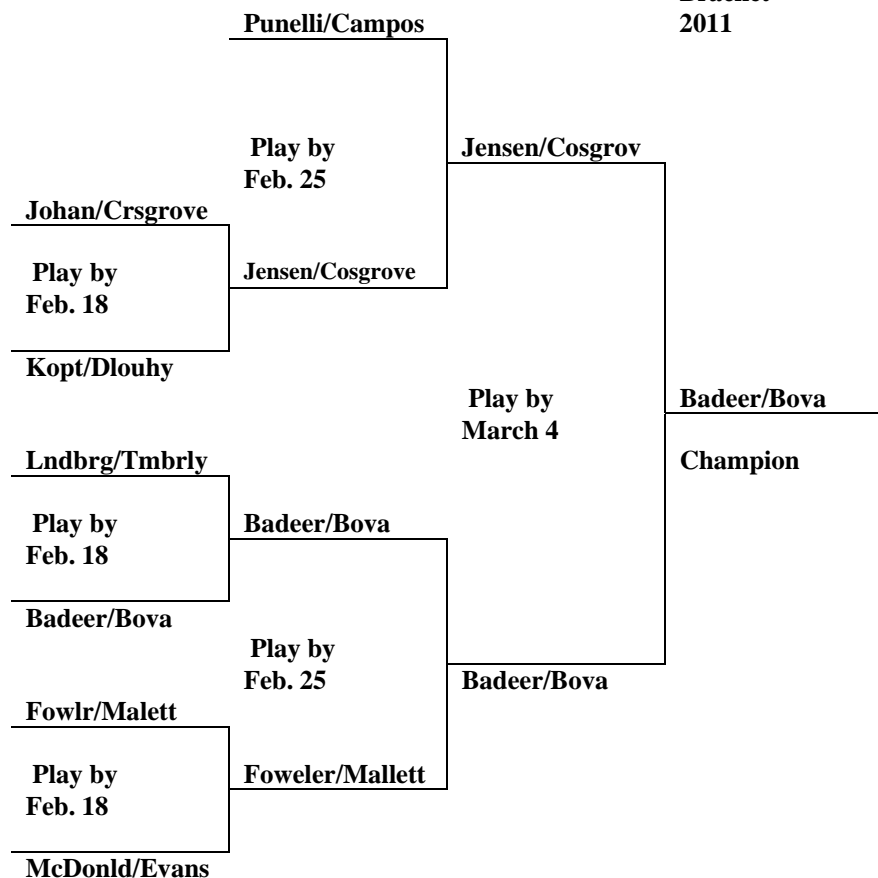 Punelli/Campos
2011
Play by
Feb. 25
Jensen/Cosgrov
Johan/Crsgrove
Play by
Feb. 18
Jensen/Cosgrove
Kopt/Dlouhy
Play by
March 4
Badeer/Bova
Lndbrg/Tmbrly
Champion
Play by
Feb. 18
Badeer/Bova
Badeer/Bova
Play by
Feb. 25
Badeer/Bova
Fowlr/Malett
Play by
Feb. 18
Foweler/Mallett
McDonld/Evans